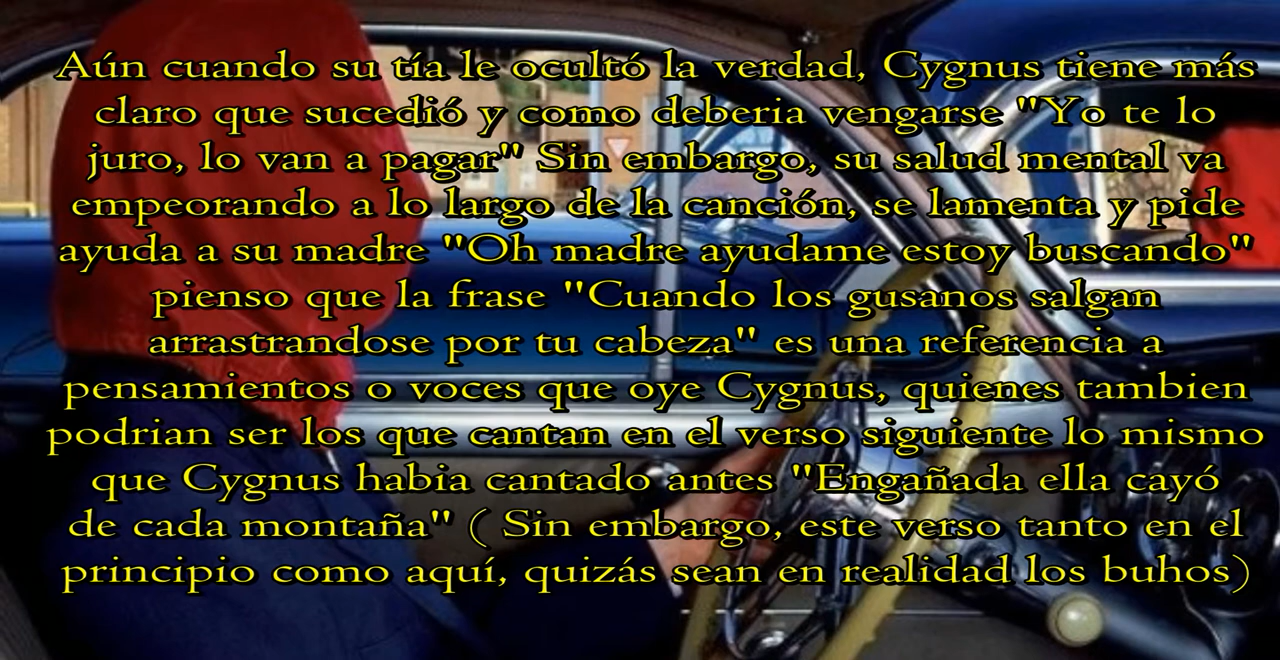 Aún cuando su tía le ocultó la verdad, Cygnus tiene más
claro que sucedió y como deberia vengarse "Yo te lo
juro, lo van a pagar" Sin embargo, su salud mental va
empeorando a lo largo de la canción, se lamenta y pide
ayuda a su madre "Oh madre ayudame estoy buscando"
pienso que la frase "Cuando los gusanos salgan
arrastrandose por tu cabeza" es una referencia a
pensamientos o voces que oye Cygnus, quienes tambien
podrian ser los que cantan en el verso siguiente lo mismo
que Cygnus habia cantado antes "Engañada ella cayó
de cada montaña" ( Sin embargo, este verso tanto en el
principio como aquí, quizás sean en realidad los buhos)